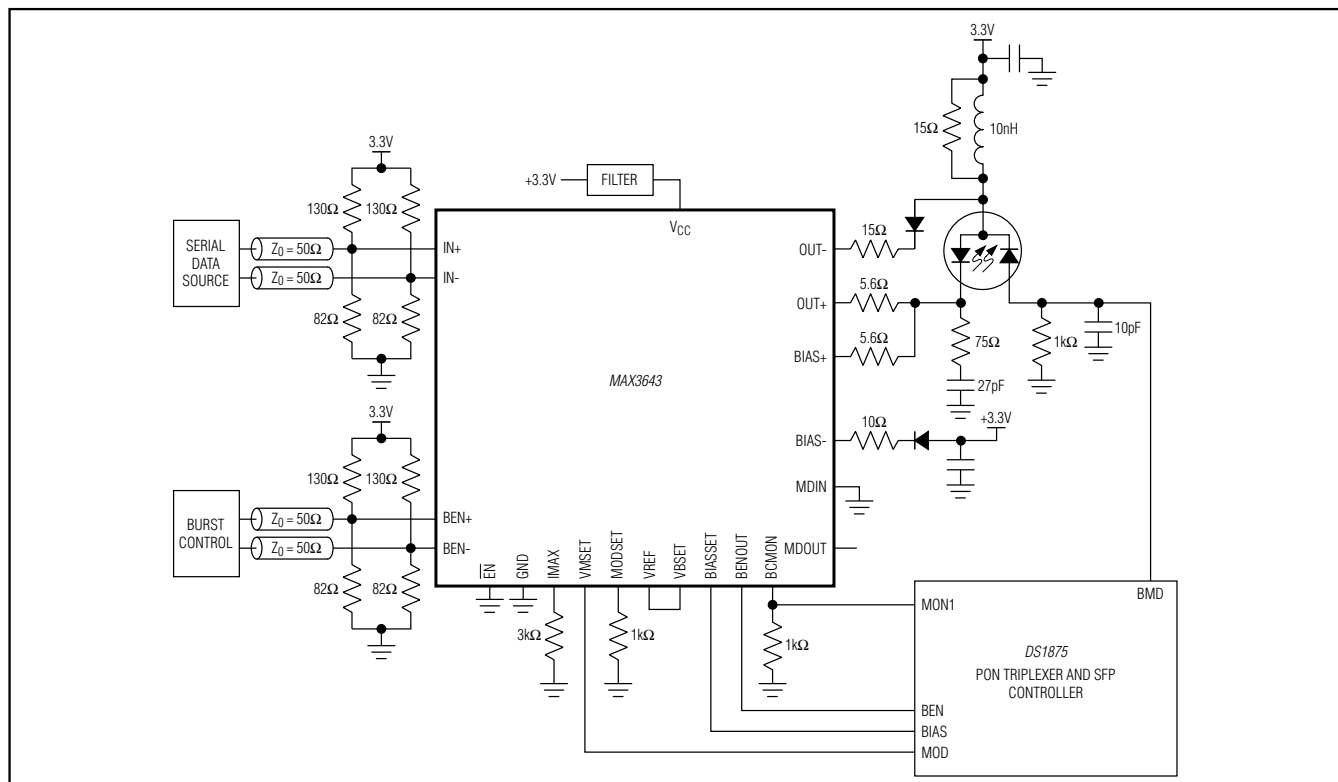 3.3V
15Ω
10nH
3.3V
+3.3V
FILTER
130Ω
130Ω
VCC
SERIAL
DATA
SOURCE
Z0 = 50Ω
Z0 = 50Ω
IN+
IN-
OUT-
15Ω
OUT+
5.6Ω
82Ω
82Ω
BIAS+
5.6Ω
75Ω
1kΩ
10pF
27pF
MAX3643
3.3V
BIAS-
10Ω
+3.3V
130Ω
130Ω
MDIN
BURST
CONTROL
Z0 = 50Ω
Z0 = 50Ω
BEN+
BEN-
MDOUT
EN
GND
IMAX
VMSET
MODSET
VREF
VBSET
BIASSET
BENOUT
BCMON
82Ω
82Ω
3kΩ
1kΩ
1kΩ
BMD
MON1
DS1875
PON TRIPLEXER AND SFP
CONTROLLER
BEN
BIAS
MOD